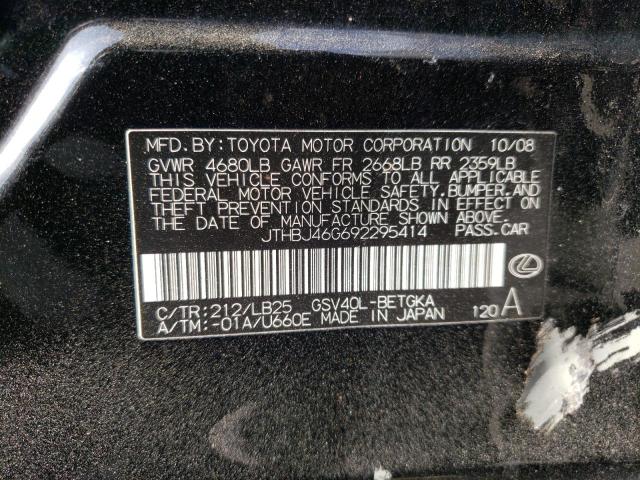 MFD. BY: TOYOTA MOTOR CORPORATION 10/08
GVWR 4680LB GAWR FR 2668LB RR 2359LB
THIS VEHICLE CONFORMS TO ALL APPLICABLE
FEDERAL MOTOR VEHICLE SAFETY, BUMPER, AND
THEFT PREVENTION STANDARDS IN EFFECT ON
THE DATE OF MANUFACTURE SHOWN ABOVE.
JTHBJ46G692295414 PASS. CAR
C/TR: 212/LB25 GSV40L-BETGKA
A/TM: -01A/U660E MADE IN JAPAN 120 A